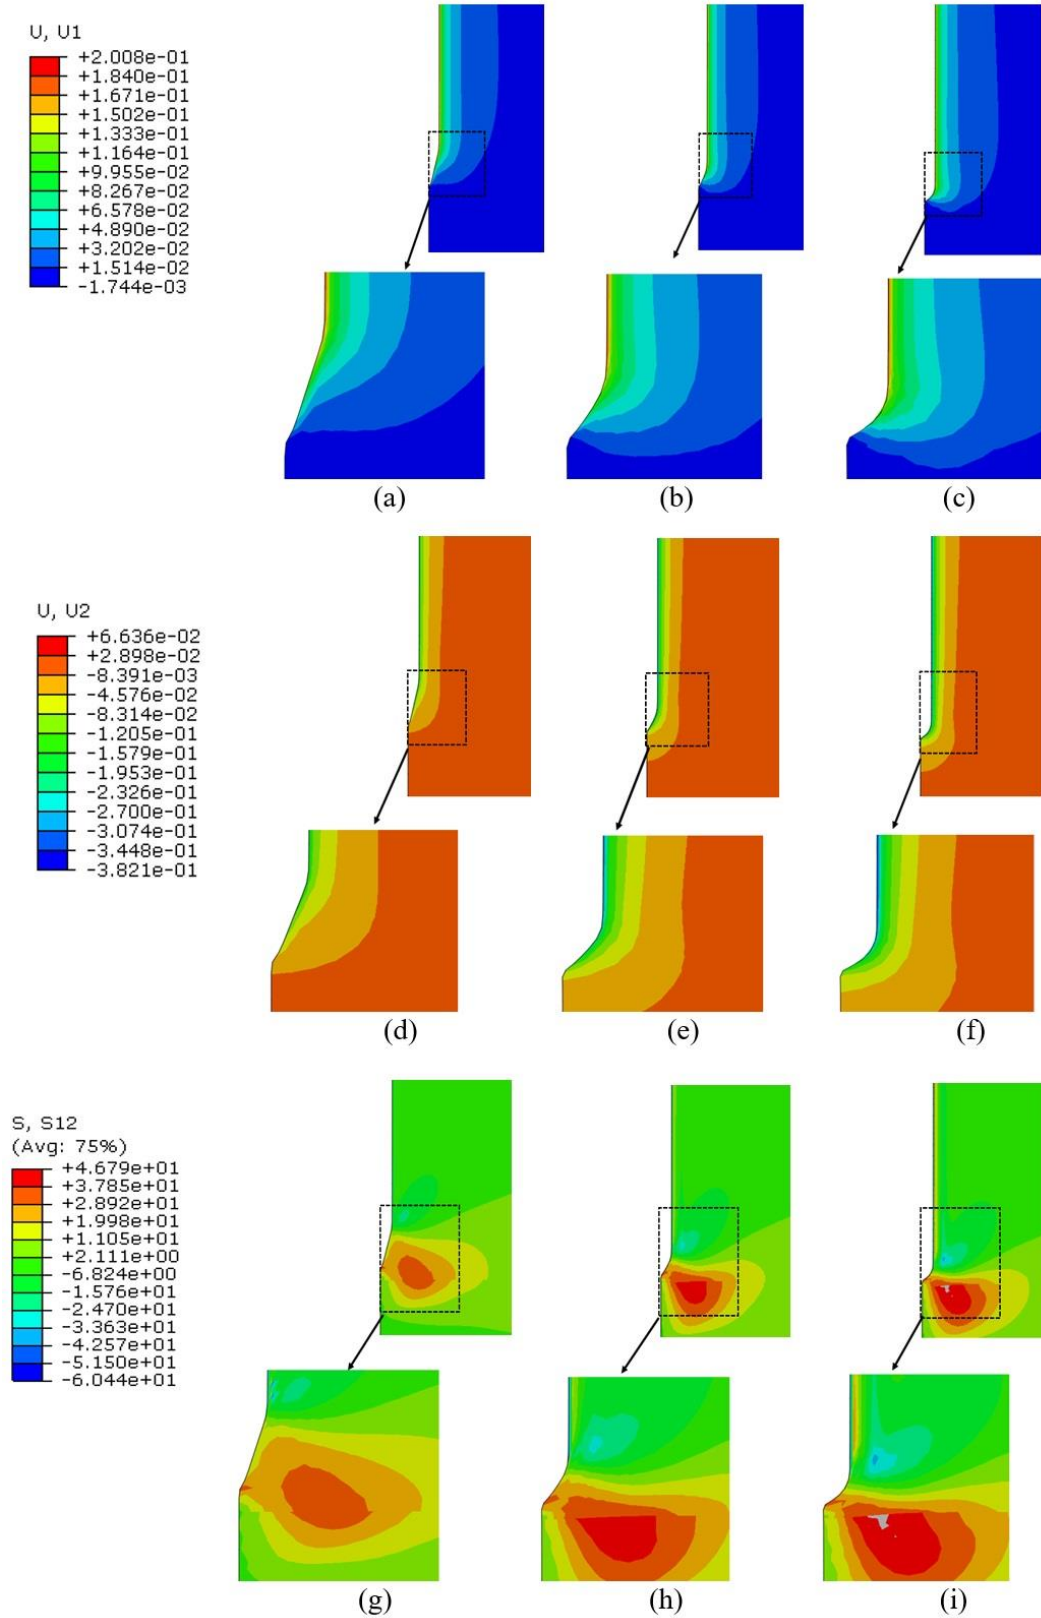 U, U1
+2.008e-01
+1.840e-01
+1.671e-01
+1.502e-01
+1.333e-01
+1.164e-01
+9.955e-02
+8.267e-02
+6.578e-02
+4.890e-02
+3.202e-02
+1.514e-02
-1.744e-03
(a)
(b)
(c)
U, U2
+6.636e-02
+2.898e-02
-8.391e-03
-4.576e-02
-8.314e-02
-1.205e-01
-1.579e-01
-1.953e-01
-2.326e-01
-2.700e-01
-3.074e-01
-3.448e-01
-3.821e-01
(d)
(e)
(f)
S, S12
(Avg: 75%)
+4.679e+01
+3.785e+01
+2.892e+01
+1.998e+01
+1.105e+01
+2.111e+00
-6.824e+00
-1.576e+01
-2.470e+01
-3.363e+01
-4.257e+01
-5.150e+01
-6.044e+01
(g)
(h)
(i)